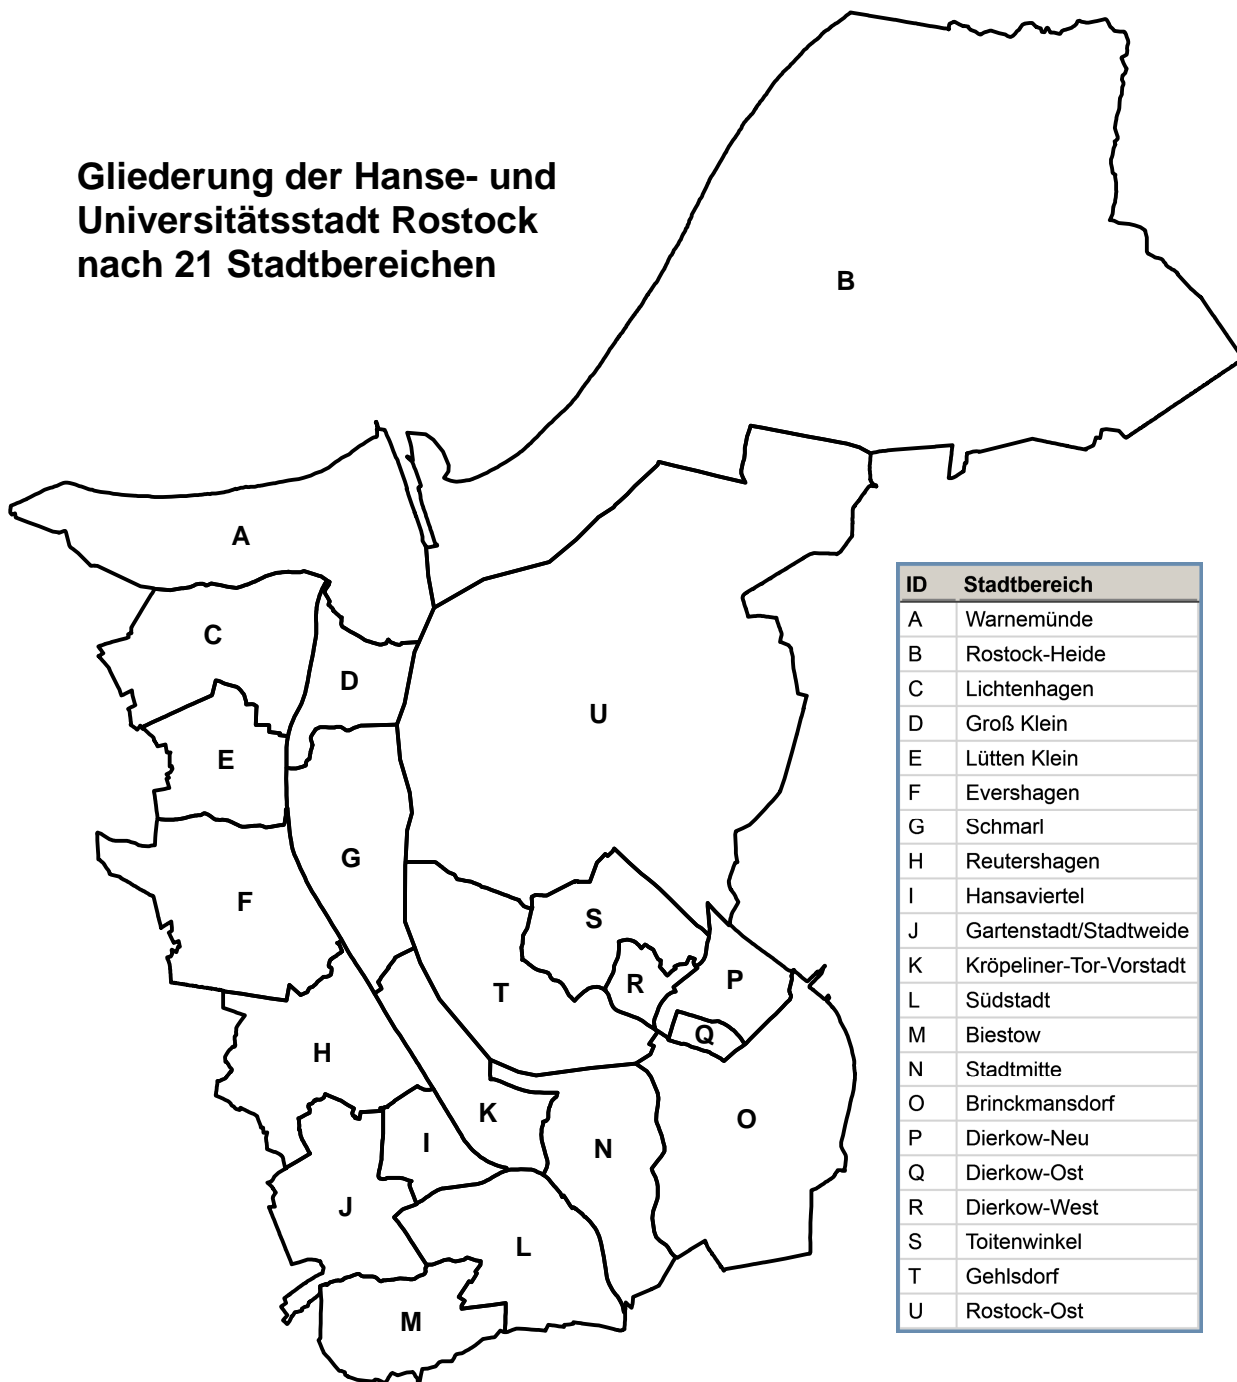 Gliederung der Hanse- und
Universitätsstadt Rostock
nach 21 Stadtbereichen
B
A
C
D
U
E
G
F
S
R
P
T
Q
H
K
I
O
N
J
L
M
ID Stadtbereich
A Warnemünde
B Rostock-Heide
C Lichtenhagen
D Groß Klein
E Lütten Klein
F Evershagen
G Schmarl
H Reutershagen
I Hansaviertel
J Gartenstadt/Stadtweide
K Kröpeliner-Tor-Vorstadt
L Südstadt
M Biestow
N Stadtmitte
O Brinckmansdorf
P Dierkow-Neu
Q Dierkow-Ost
R Dierkow-West
S Toitenwinkel
T Gehlsdorf
U Rostock-Ost